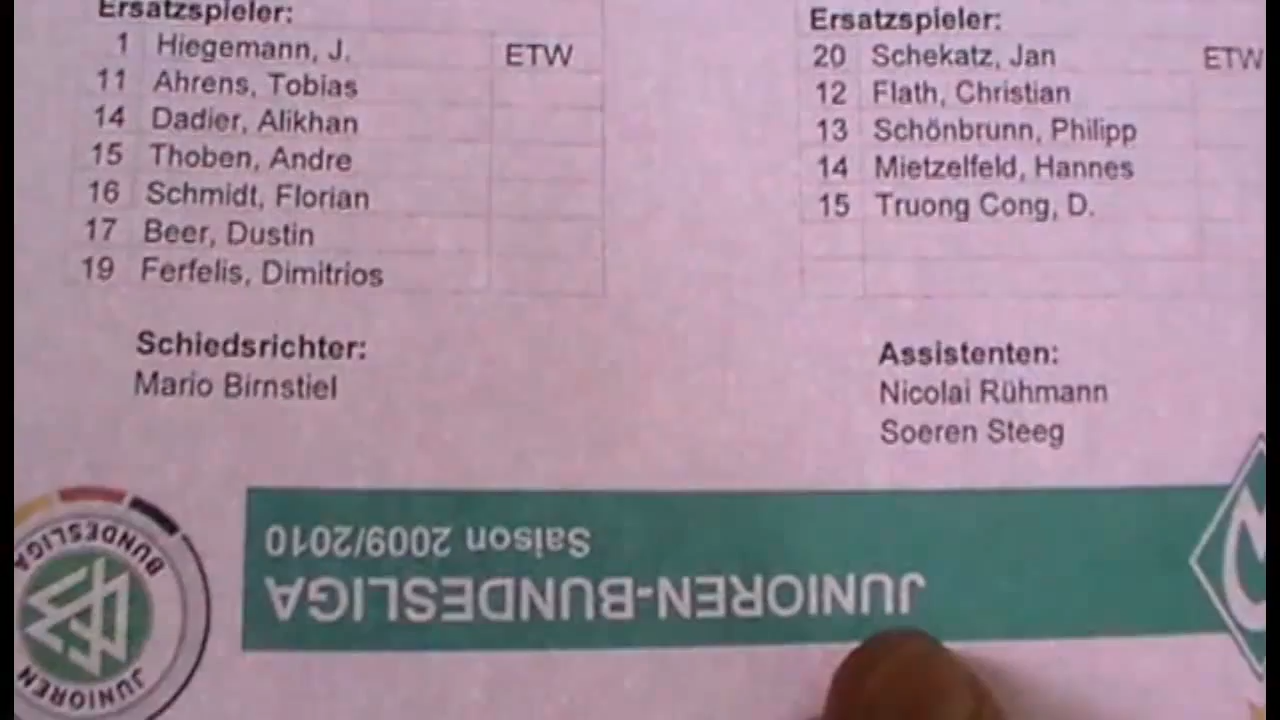 Ersatzspieler:
1 Hiegemann, J. ETW
11 Ahrens, Tobias
14 Dadier, Alikhan
15 Thoben, Andre
16 Schmidt, Florian
17 Beer, Dustin
19 Ferfelis, Dimitrios
Schiedsrichter:
Mario Birnstiel
Ersatzspieler:
20 Schekatz, Jan ETW
12 Flath, Christian
13 Schönbrunn, Philipp
14 Mietzelfeld, Hannes
15 Truong Cong, D.
Assistenten:
Nicolai Rühmann
Soeren Steeg
JUNIOREN-BUNDESLIGA
Saison 2009/2010
JUNIOREN
BUNDESLIGA